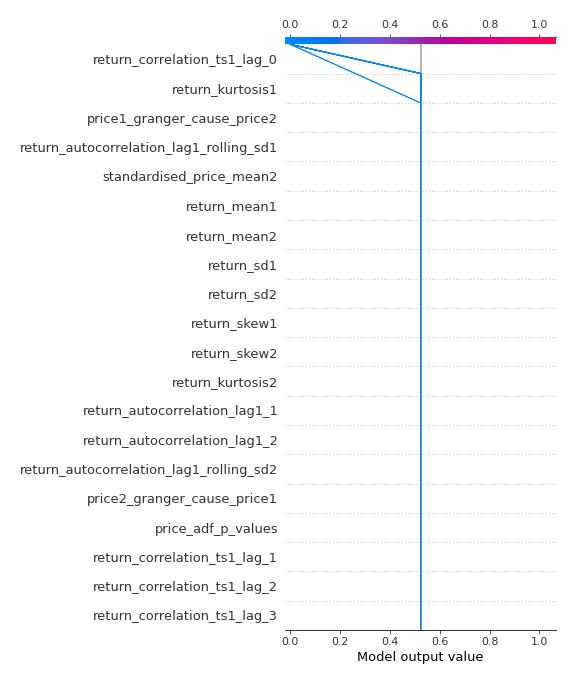 0.0 0.2 0.4 0.6 0.8 1.0
return_correlation_ts1_lag_0
return_kurtosis1
price1_granger_cause_price2
return_autocorrelation_lag1_rolling_sd1
standardised_price_mean2
return_mean1
return_mean2
return_sd1
return_sd2
return_skew1
return_skew2
return_kurtosis2
return_autocorrelation_lag1_1
return_autocorrelation_lag1_2
return_autocorrelation_lag1_rolling_sd2
price2_granger_cause_price1
price_adf_p_values
return_correlation_ts1_lag_1
return_correlation_ts1_lag_2
return_correlation_ts1_lag_3
0.0 0.2 0.4 0.6 0.8 1.0
Model output value